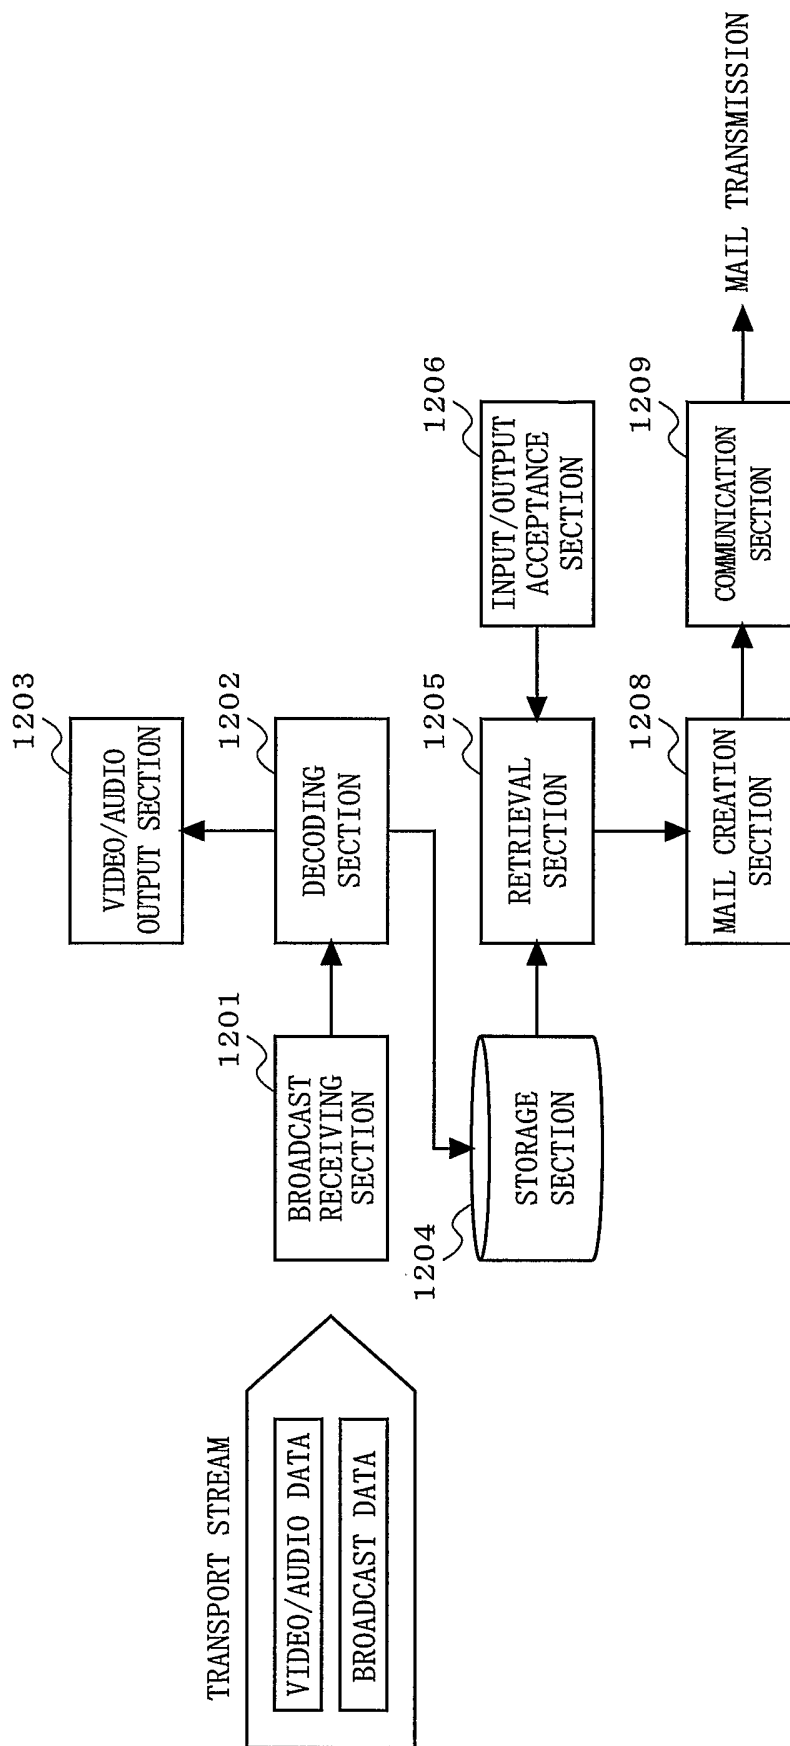 TRANSPORT STREAM
VIDEO/AUDIO DATA
BROADCAST DATA
1201
BROADCAST
RECEIVING
SECTION
1202
DECODING
SECTION
1203
VIDEO/AUDIO
OUTPUT SECTION
1204
STORAGE
SECTION
1205
RETRIEVAL
SECTION
1206
INPUT/OUTPUT
ACCEPTANCE
SECTION
1208
MAIL CREATION
SECTION
1209
COMMUNICATION
SECTION
MAIL TRANSMISSION